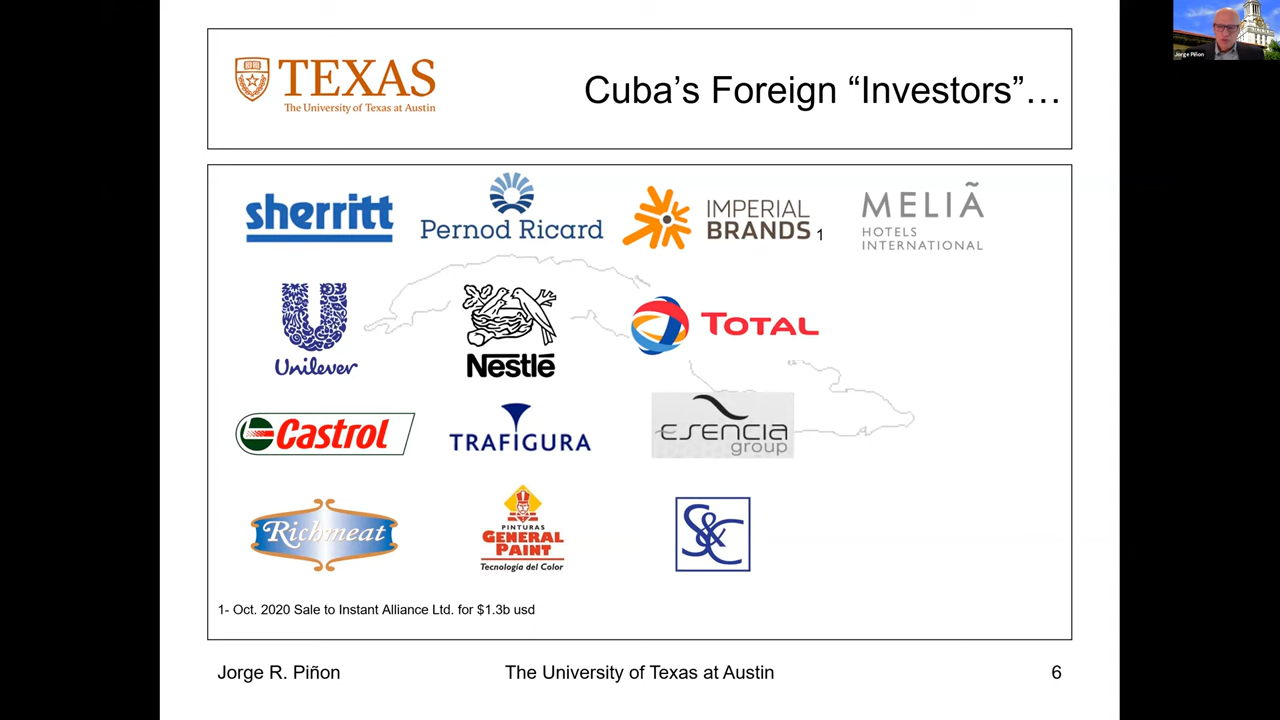 TEXAS
The University of Texas at Austin
Cuba’s Foreign “Investors”…
Jorge Piñon
sherritt
Pernod Ricard
IMPERIAL
BRANDS 1
MELIÃ
HOTELS
INTERNATIONAL
Unilever
Nestlé
TOTAL
Castrol
TRAFIGURA
ESENCIA
group
Richmeat
PINTURAS
GENERAL
PAINT
Tecnología del Color
S&C
1- Oct. 2020 Sale to Instant Alliance Ltd. for $1.3b usd
Jorge R. Piñon
The University of Texas at Austin
6